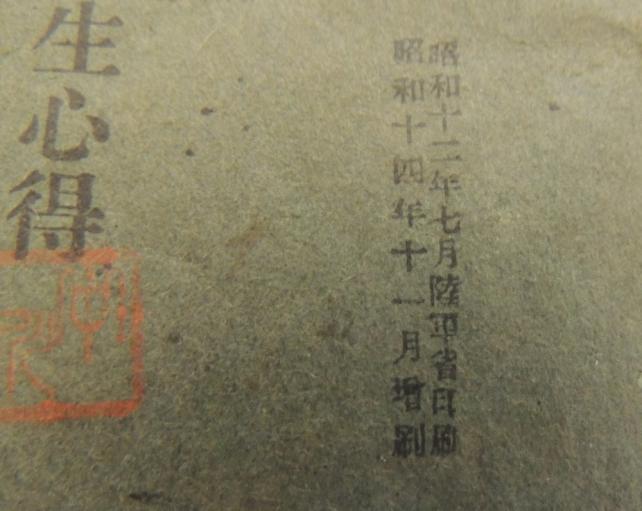 昭和十二年七月陸軍省印刷
昭和十四年十一月增刷
生心得